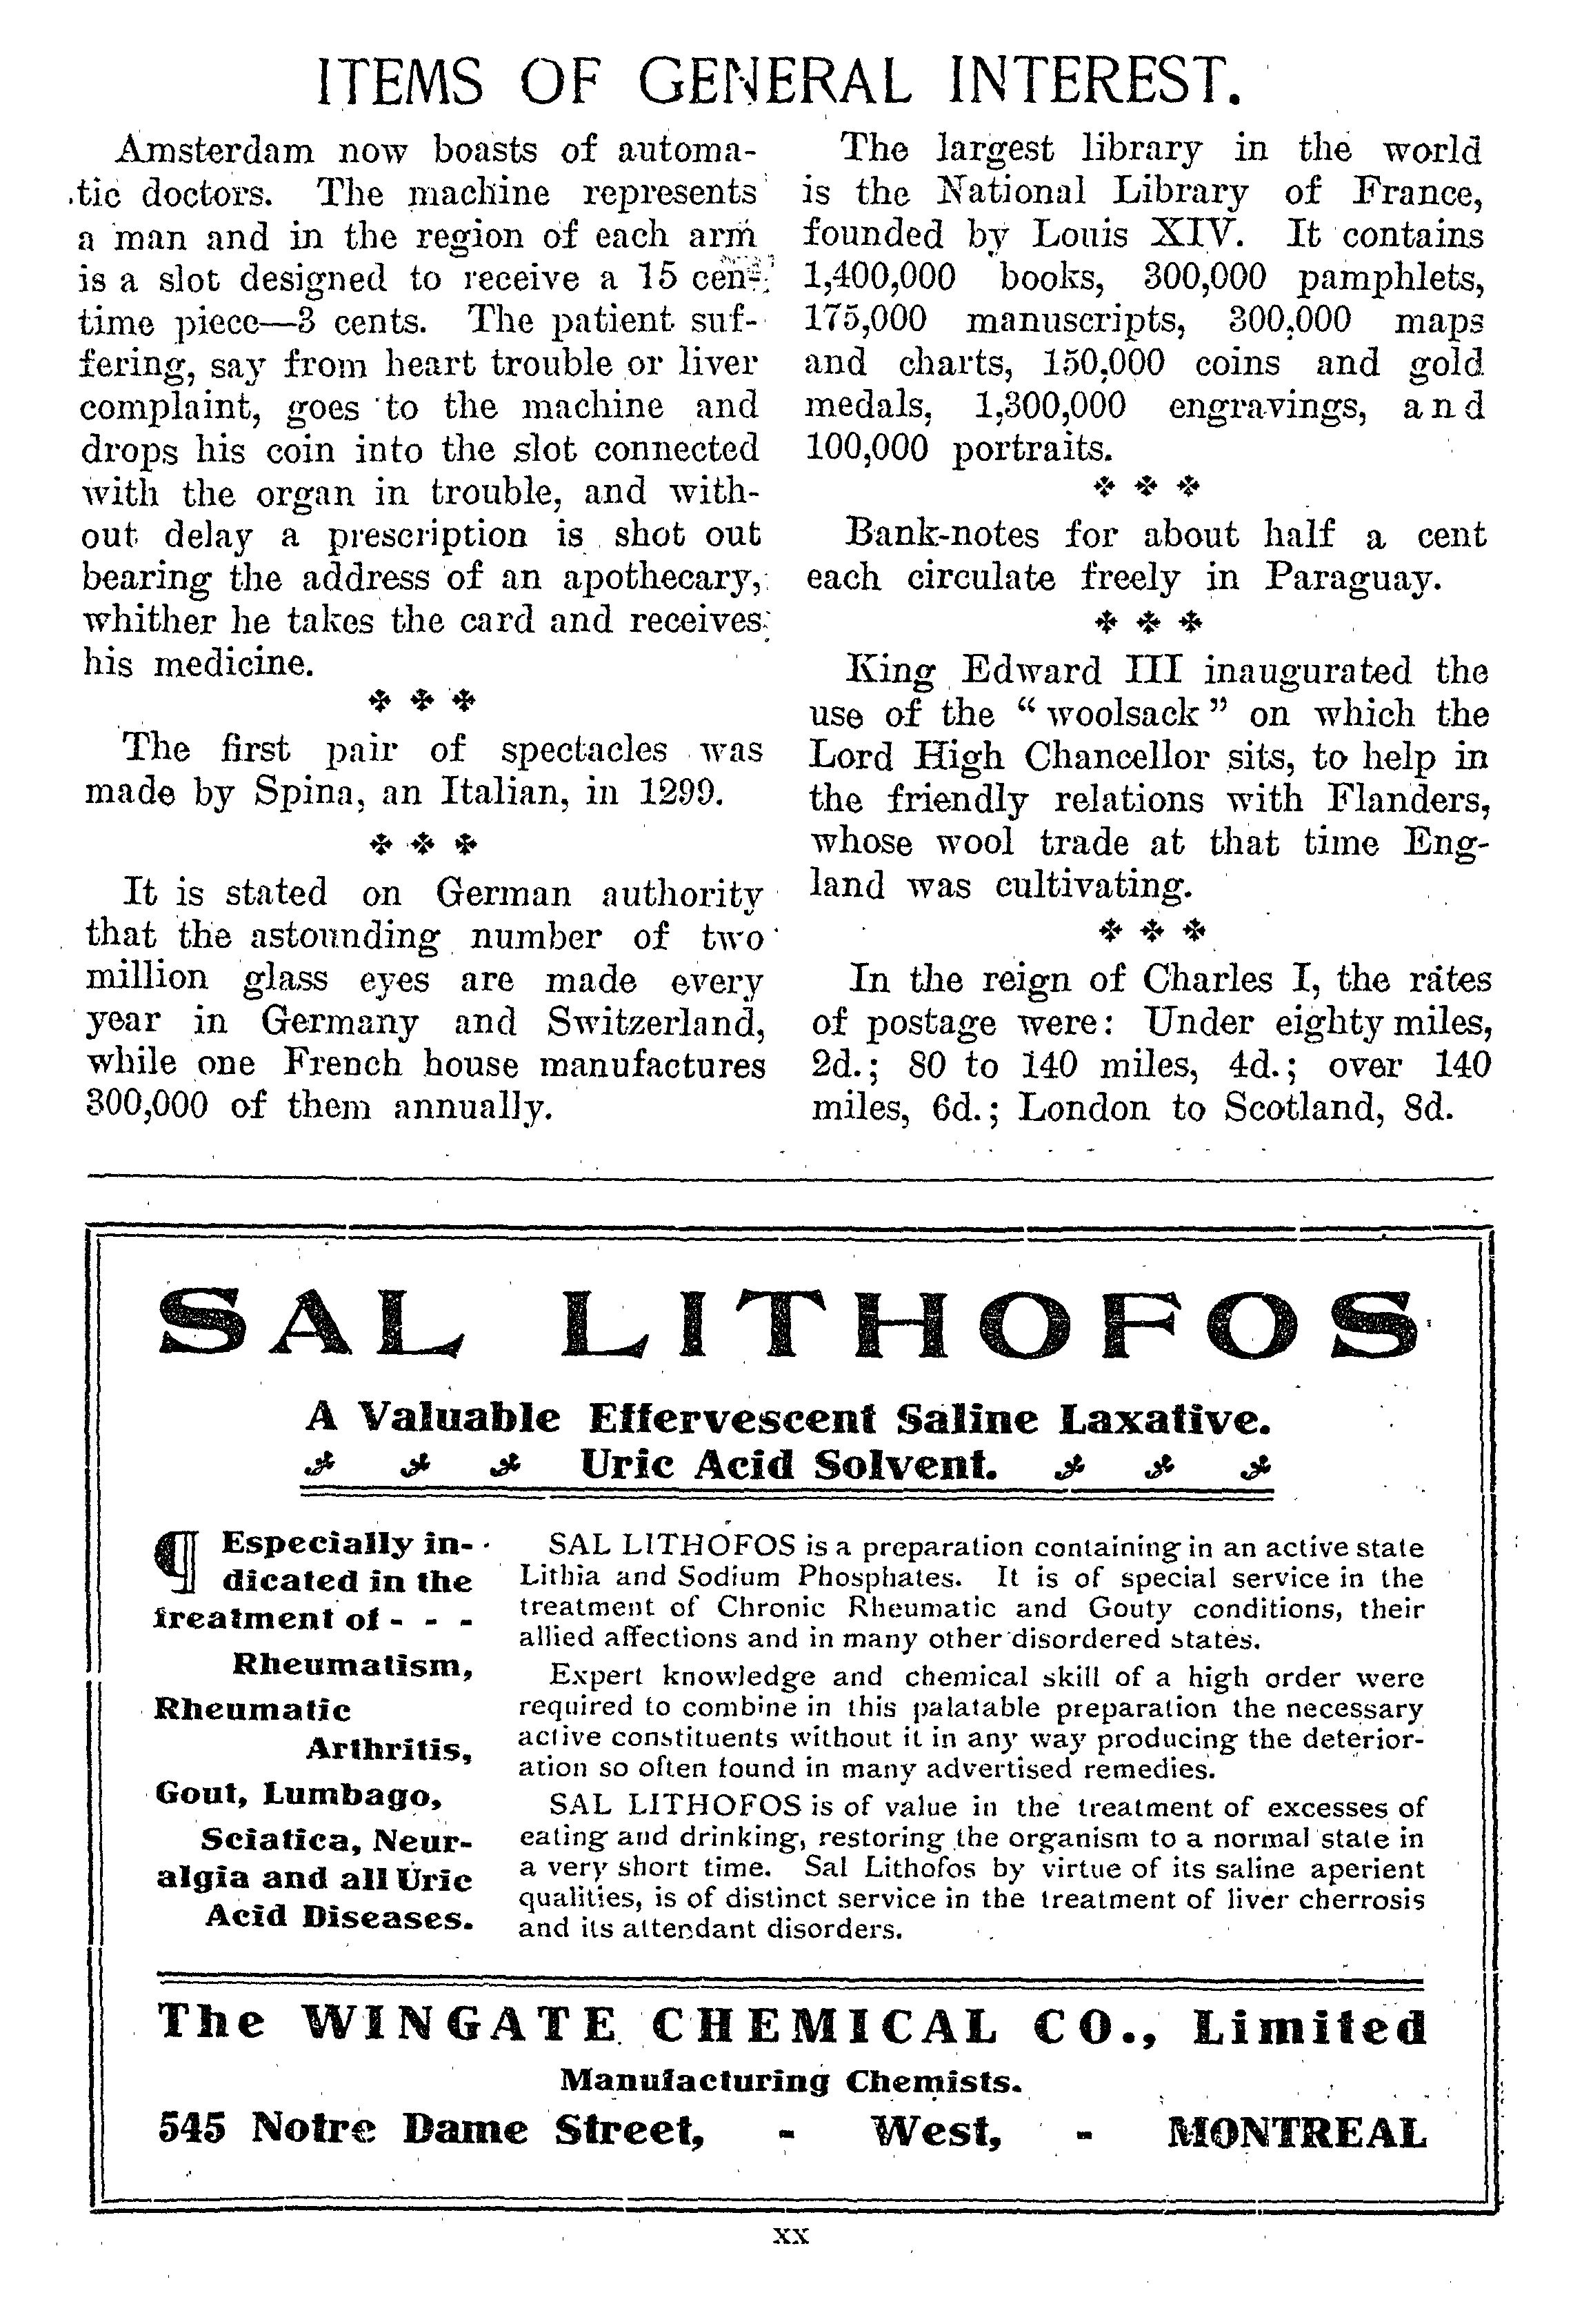 ITEMS OF GENERAL INTEREST.
Amsterdam now boasts of automa-
tic doctors. The machine represents
a man and in the region of each arm
is a slot designed to receive a 15 cen-
time piece—3 cents. The patient suf-
fering, say from heart trouble or liver
complaint, goes to the machine and
drops his coin into the slot connected
with the organ in trouble, and with-
out delay a prescription is shot out
bearing the address of an apothecary,
whither he takes the card and receives
his medicine.
The first pair of spectacles was
made by Spina, an Italian, in 1299.
It is stated on German authority
that the astounding number of two
million glass eyes are made every
year in Germany and Switzerland,
while one French house manufactures
300,000 of them annually.
The largest library in the world
is the National Library of France,
founded by Louis XIV. It contains
1,400,000 books, 300,000 pamphlets,
175,000 manuscripts, 300,000 maps
and charts, 150,000 coins and gold
medals, 1,300,000 engravings, and
100,000 portraits.
Bank-notes for about half a cent
each circulate freely in Paraguay.
King Edward III inaugurated the
use of the "woolsack" on which the
Lord High Chancellor sits, to help in
the friendly relations with Flanders,
whose wool trade at that time Eng-
land was cultivating.
In the reign of Charles I, the rates
of postage were: Under eighty miles,
2d.; 80 to 140 miles, 4d.; over 140
miles, 6d.; London to Scotland, 8d.
SAL LITHOFOS
A Valuable Effervescent Saline Laxative.
Uric Acid Solvent.
¶ Especially in-
dicated in the
treatment of - - -
Rheumatism,
Rheumatic
Arthritis,
Gout, Lumbago,
Sciatica, Neur-
algia and all Uric
Acid Diseases.
SAL LITHOFOS is a preparation containing in an active state
Lithia and Sodium Phosphates. It is of special service in the
treatment of Chronic Rheumatic and Gouty conditions, their
allied affections and in many other disordered states.
Expert knowledge and chemical skill of a high order were
required to combine in this palatable preparation the necessary
active constituents without it in any way producing the deterior-
ation so often found in many advertised remedies.
SAL LITHOFOS is of value in the treatment of excesses of
eating and drinking, restoring the organism to a normal state in
a very short time. Sal Lithofos by virtue of its saline aperient
qualities, is of distinct service in the treatment of liver cherrosis
and its attendant disorders.
The WINGATE CHEMICAL CO., Limited
Manufacturing Chemists.
545 Notre Dame Street, - West, - MONTREAL
xx